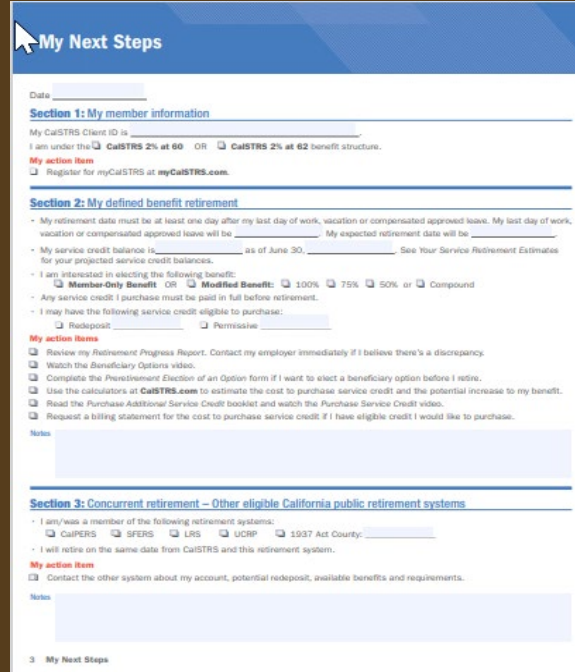 My Next Steps
Date
Section 1: My member information
My CalSTRS Client ID is .
I am under the ❏ CalSTRS 2% at 60 OR ❏ CalSTRS 2% at 62 benefit structure.
My action item
❏ Register for myCalSTRS at myCalSTRS.com.
Section 2: My defined benefit retirement
· My retirement date must be at least one day after my last day of work, vacation or compensated approved leave. My last day of work,
vacation or compensated approved leave will be . My expected retirement date will be .
· My service credit balance is as of June 30, . See Your Service Retirement Estimates
for your projected service credit balances.
· I am interested in electing the following benefit:
❏ Member-Only Benefit OR ❏ Modified Benefit: ❏ 100% ❏ 75% ❏ 50% or ❏ Compound
· Any service credit I purchase must be paid in full before retirement.
· I may have the following service credit eligible to purchase:
❏ Redeposit ❏ Permissive
My action items
❏ Review my Retirement Progress Report. Contact my employer immediately if I believe there's a discrepancy.
❏ Watch the Beneficiary Options video.
❏ Complete the Preretirement Election of an Option form if I want to elect a beneficiary option before I retire.
❏ Use the calculators at CalSTRS.com to estimate the cost to purchase service credit and the potential increase to my benefit.
❏ Read the Purchase Additional Service Credit booklet and watch the Purchase Service Credit video.
❏ Request a billing statement for the cost to purchase service credit if I have eligible credit I would like to purchase.
Notes
Section 3: Concurrent retirement – Other eligible California public retirement systems
· I am/was a member of the following retirement systems:
❏ CalPERS ❏ SFERS ❏ LRS ❏ UCRP ❏ 1937 Act County:
· I will retire on the same date from CalSTRS and this retirement system.
My action item
❏ Contact the other system about my account, potential redeposit, available benefits and requirements.
Notes
3 My Next Steps